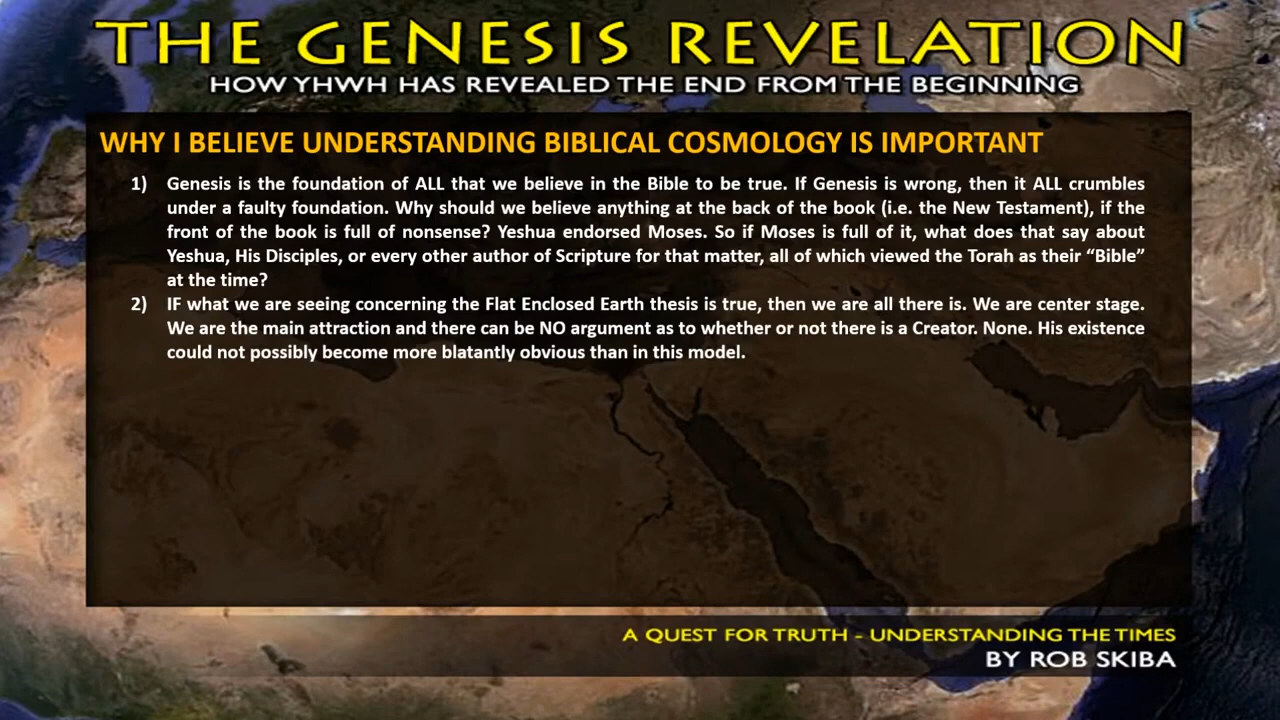 THE GENESIS REVELATION
HOW YHWH HAS REVEALED THE END FROM THE BEGINNING
WHY I BELIEVE UNDERSTANDING BIBLICAL COSMOLOGY IS IMPORTANT
1) Genesis is the foundation of ALL that we believe in the Bible to be true. If Genesis is wrong, then it ALL crumbles
under a faulty foundation. Why should we believe anything at the back of the book (i.e. the New Testament), if the
front of the book is full of nonsense? Yeshua endorsed Moses. So if Moses is full of it, what does that say about
Yeshua, His Disciples, or every other author of Scripture for that matter, all of which viewed the Torah as their “Bible”
at the time?
2) IF what we are seeing concerning the Flat Enclosed Earth thesis is true, then we are all there is. We are center stage.
We are the main attraction and there can be NO argument as to whether or not there is a Creator. None. His existence
could not possibly become more blatantly obvious than in this model.
A QUEST FOR TRUTH - UNDERSTANDING THE TIMES
BY ROB SKIBA